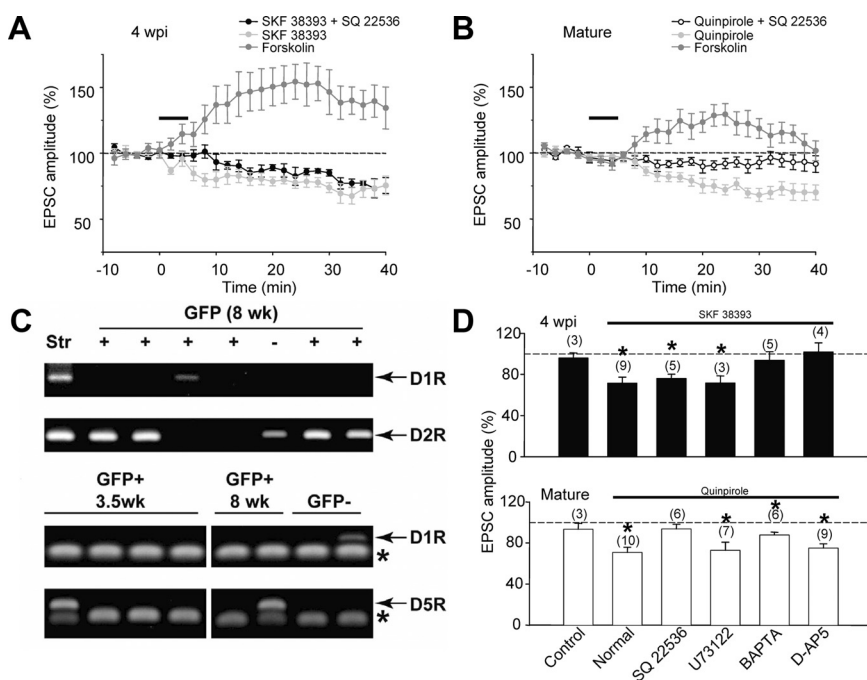 A
4 wpi
SKF 38393 + SQ 22536
SKF 38393
Forskolin
EPSC amplitude (%)
150
100
50
-10 0 10 20 30 40
Time (min)
B
Mature
Quinpirole + SQ 22536
Quinpirole
Forskolin
EPSC amplitude (%)
150
100
50
-10 0 10 20 30 40
Time (min)
C
GFP (8 wk)
Str + + + + - + +
D1R
D2R
GFP+
3.5wk
GFP+
8 wk
GFP-
D1R
*
D5R
*
D
4 wpi
SKF 38393
120
80
40
0
(3) (9) (5) (3) (5) (4)
* * *
EPSC amplitude (%)
Mature
Quinpirole
120
80
40
0
(3) (10) (6) (7) (6) (9)
* * * *
Control
Normal
SQ 22536
U73122
BAPTA
D-AP5